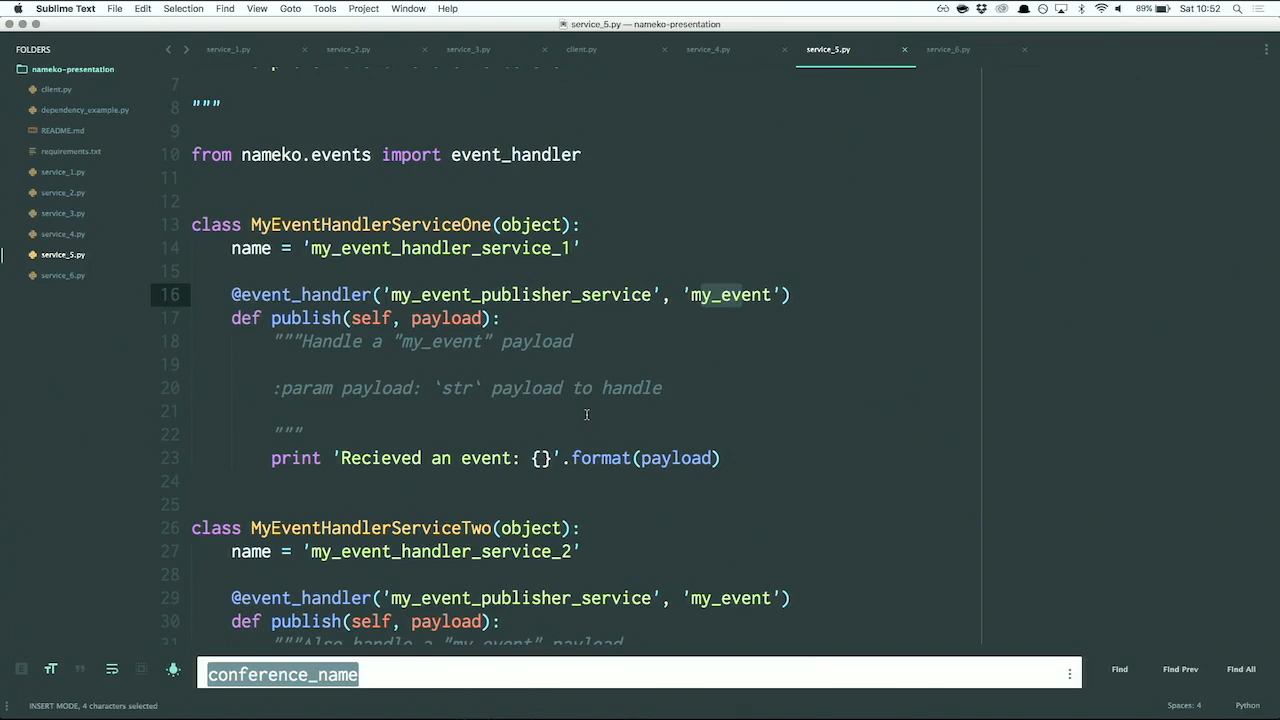 Sublime Text File Edit Selection Find View Goto Tools Project Window Help 89% Sat 10:52
service_5.py — nameko-presentation
FOLDERS
nameko-presentation
client.py
dependency_example.py
README.md
requirements.txt
service_1.py
service_2.py
service_3.py
service_4.py
service_5.py
service_6.py
service_1.py service_2.py service_3.py client.py service_4.py service_5.py service_6.py
7
8 """
9
10 from nameko.events import event_handler
11
12
13 class MyEventHandlerServiceOne(object):
14 name = 'my_event_handler_service_1'
15
16 @event_handler('my_event_publisher_service', 'my_event')
17 def publish(self, payload):
18 """Handle a "my_event" payload
19
20 :param payload: `str` payload to handle
21
22 """
23 print 'Recieved an event: {}'.format(payload)
24
25
26 class MyEventHandlerServiceTwo(object):
27 name = 'my_event_handler_service_2'
28
29 @event_handler('my_event_publisher_service', 'my_event')
30 def publish(self, payload):
31 """Also handle a "my_event" payload
conference_name
Find Find Prev Find All
INSERT MODE, 4 characters selected Spaces: 4 Python